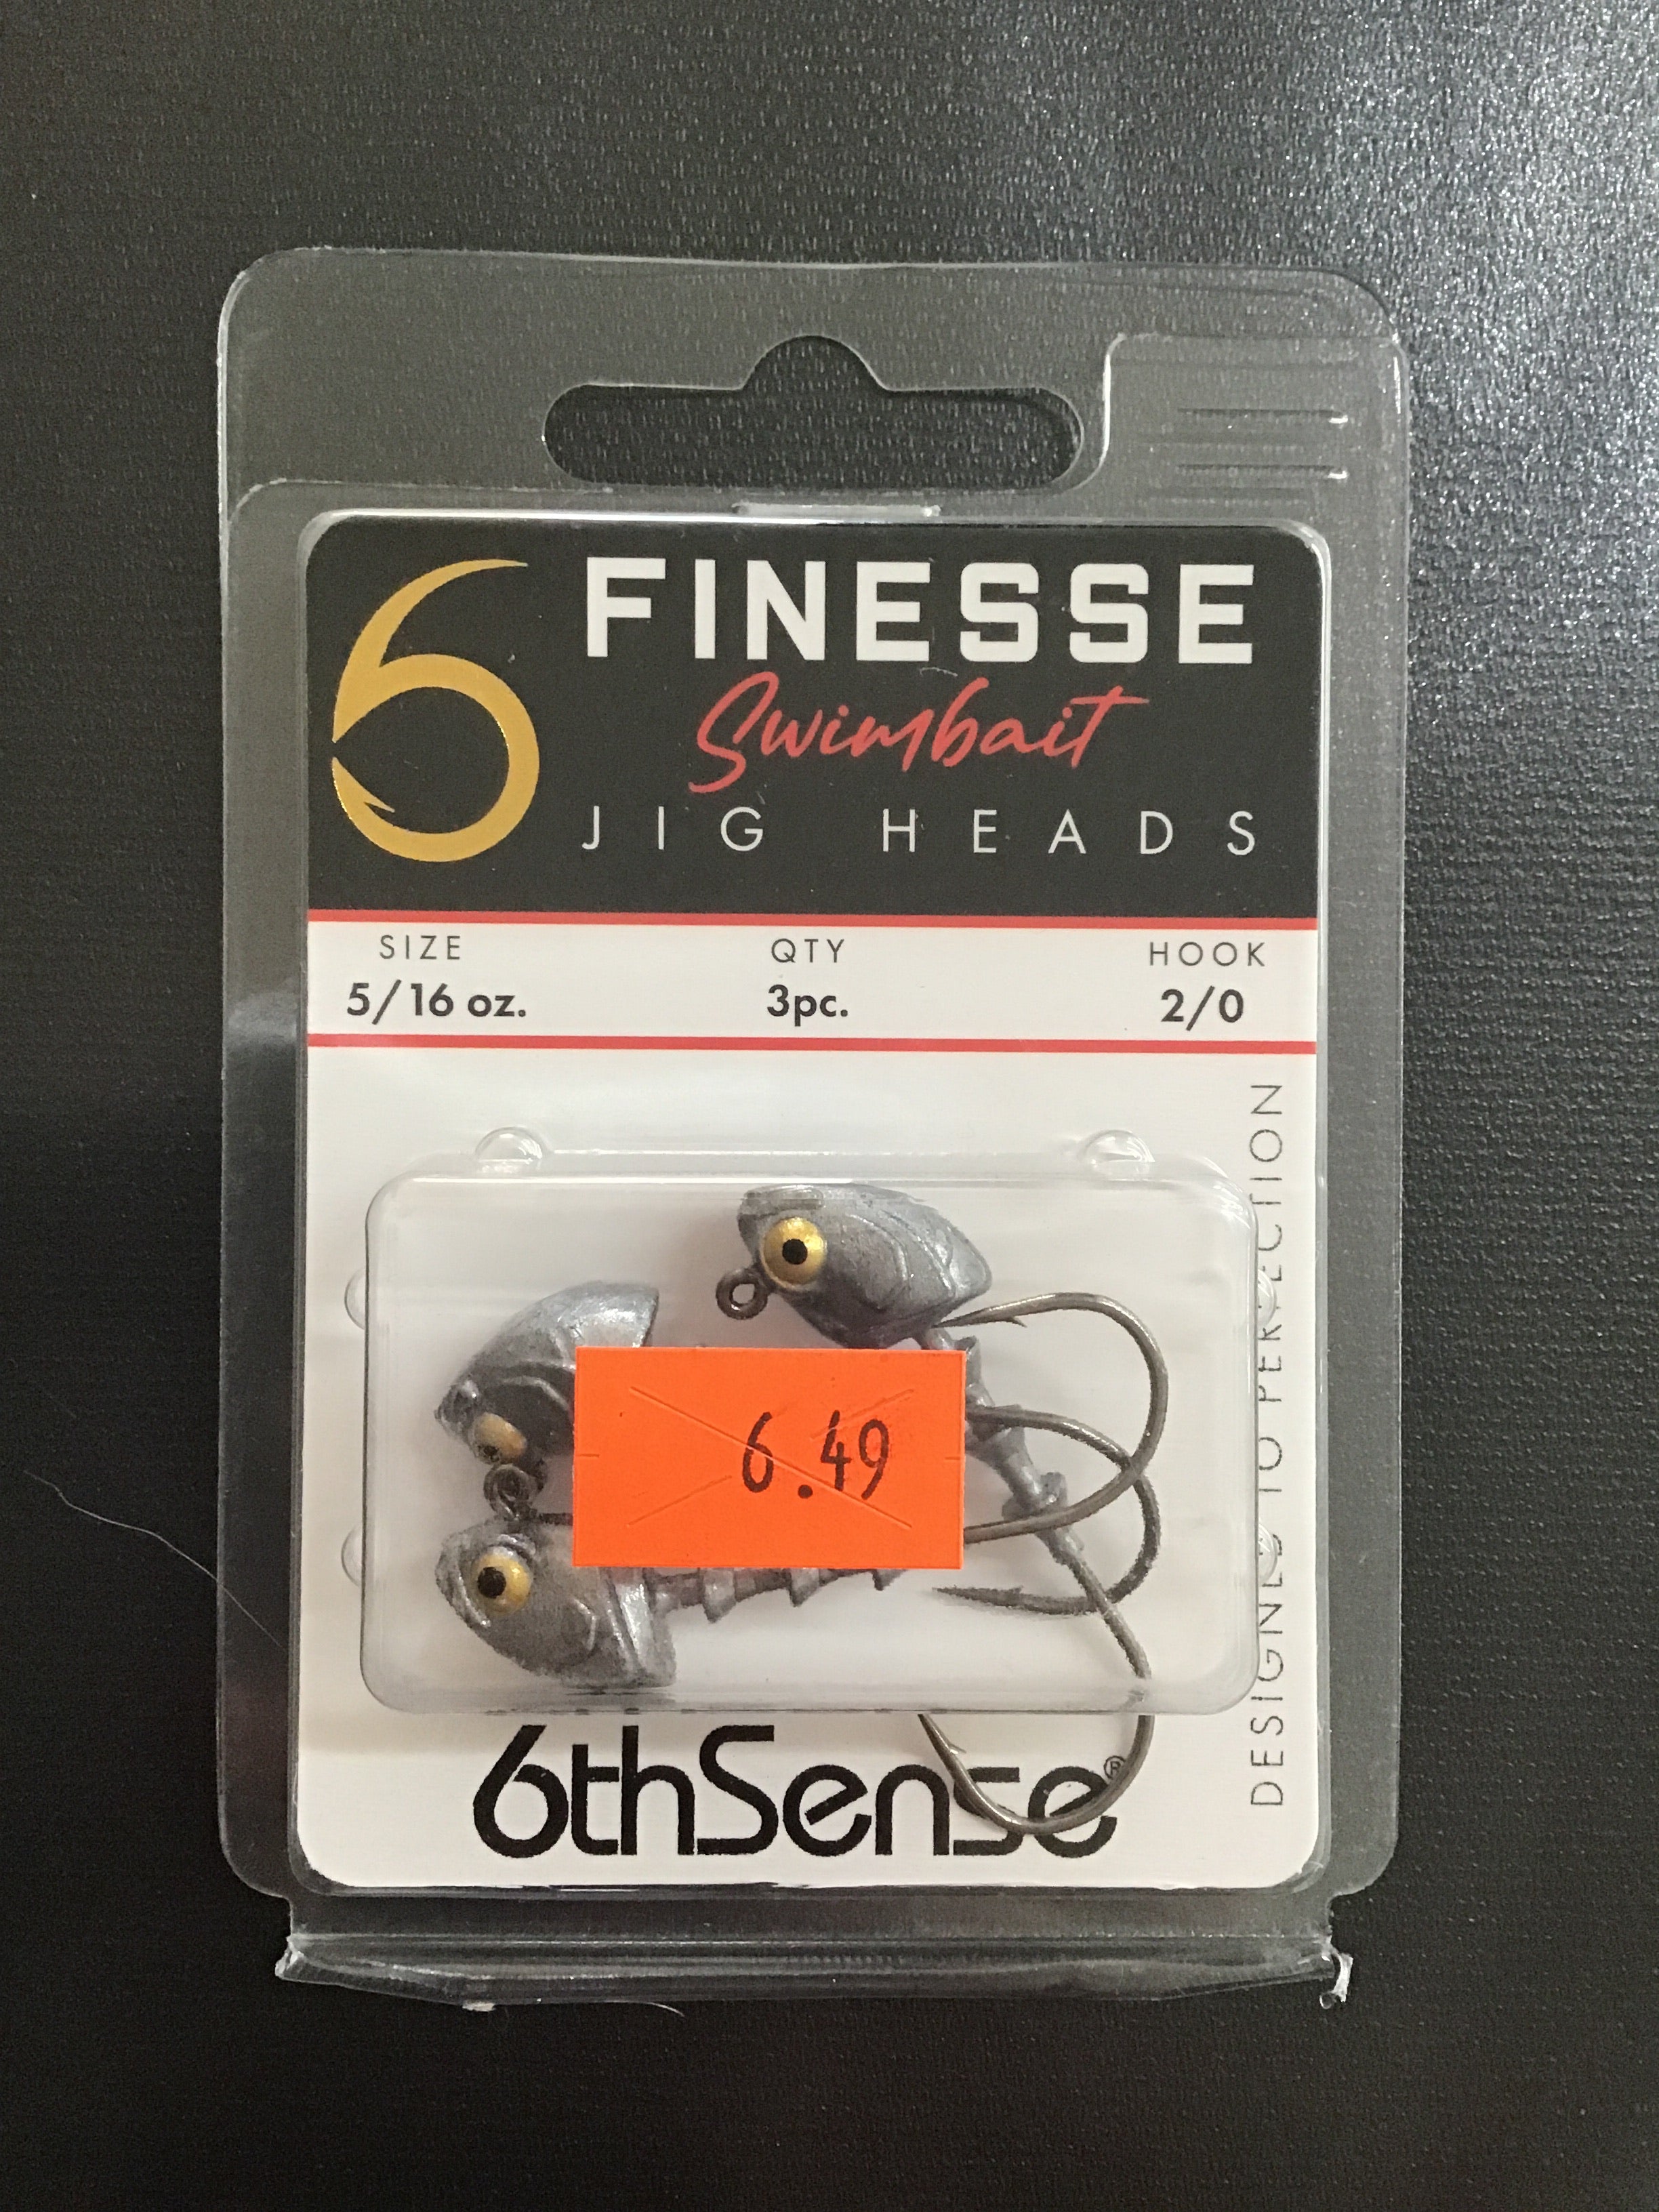 6 FINESSE
Swimbait
JIG HEADS
SIZE QTY HOOK
5/16 oz. 3pc. 2/0
DESIGNED TO PERFECTION
6.49
6thSense®